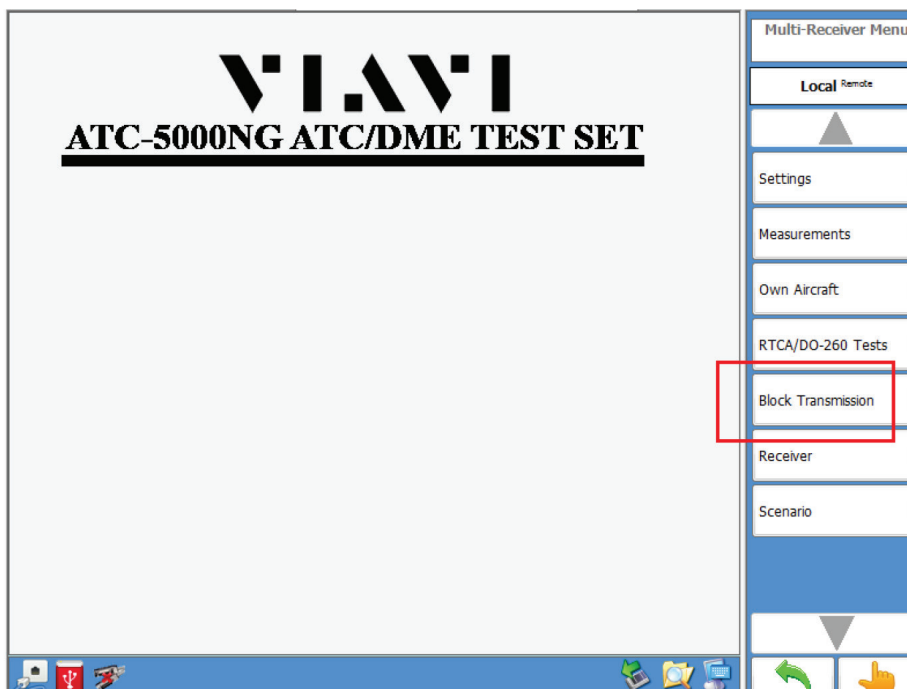 VIAVI
ATC-5000NG ATC/DME TEST SET
Multi-Receiver Menu
Local Remote
Settings
Measurements
Own Aircraft
RTCA/DO-260 Tests
Block Transmission
Receiver
Scenario